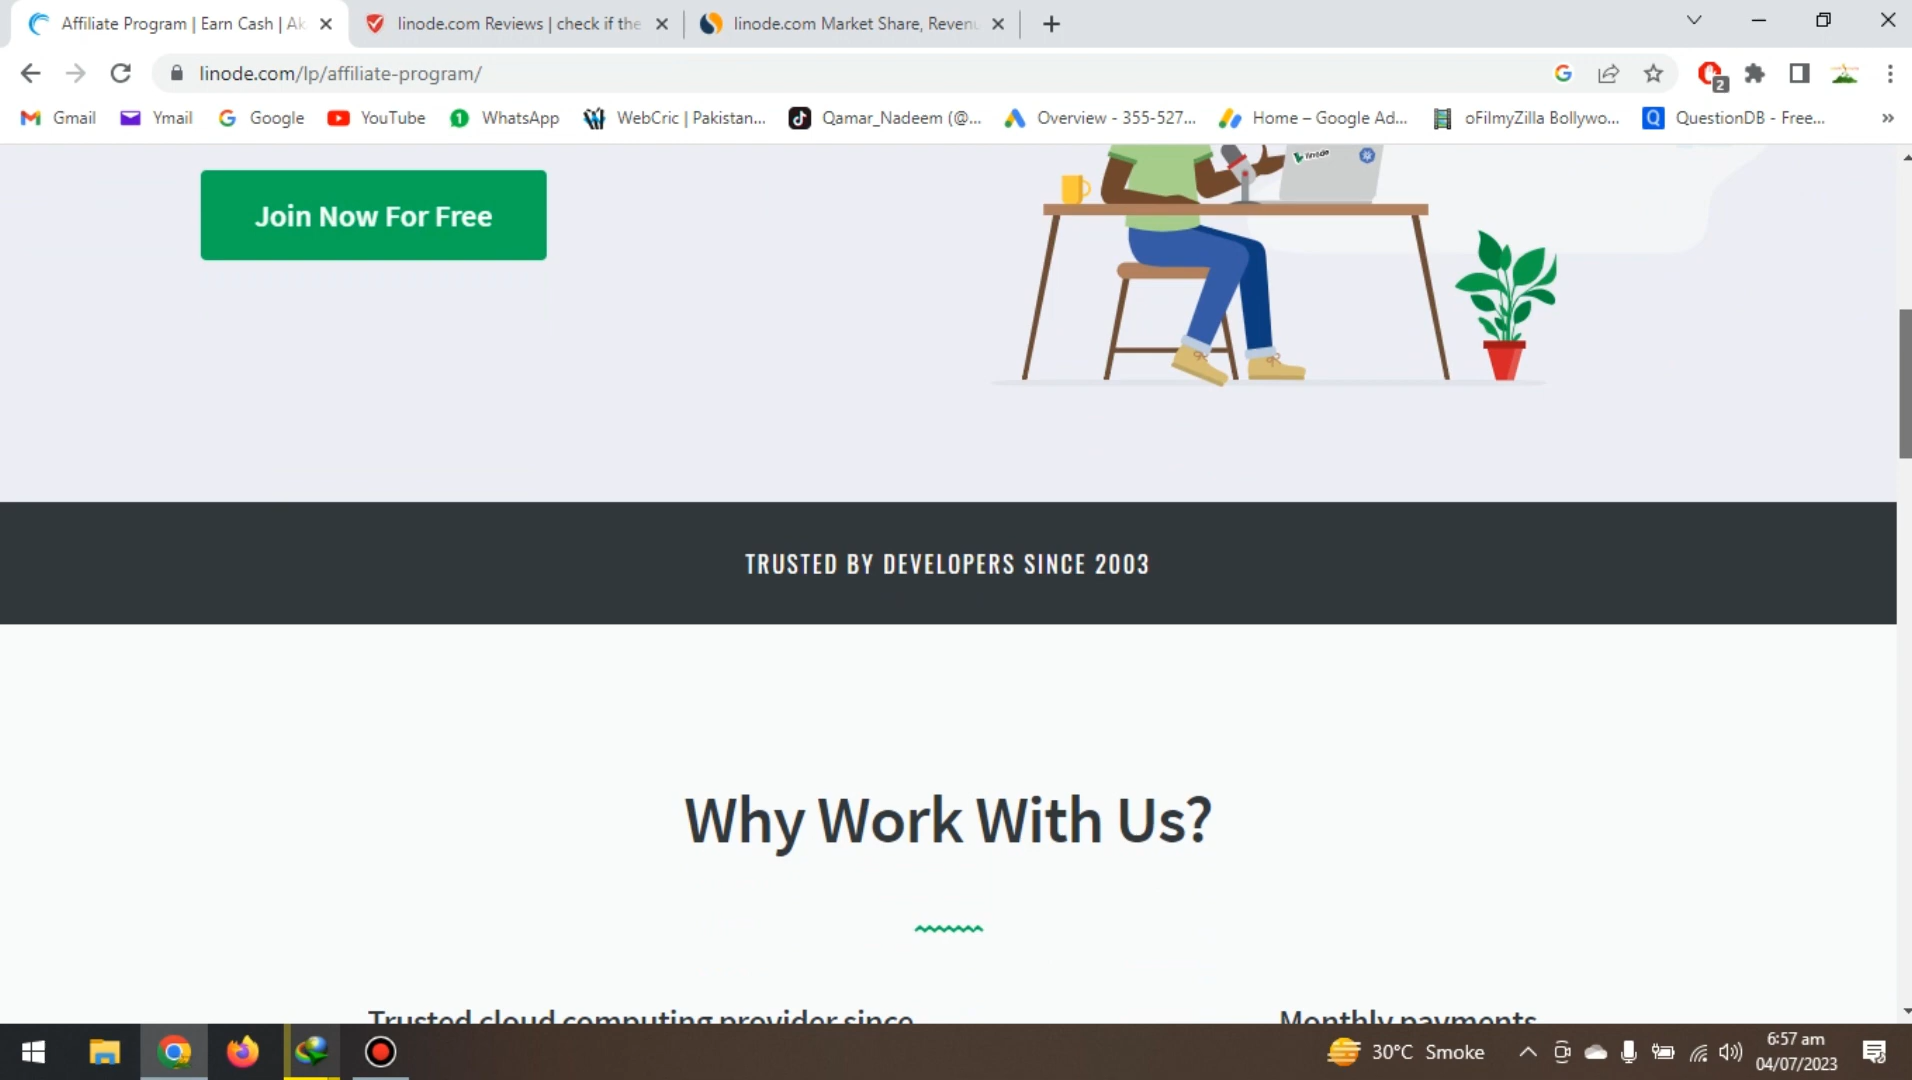 Affiliate Program | Earn Cash | Ak
linode.com Reviews | check if the
linode.com Market Share, Revenu
linode.com/lp/affiliate-program/
2
Gmail
Ymail
Google
YouTube
WhatsApp
WebCric | Pakistan...
Qamar_Nadeem (@...
Overview - 355-527...
Home – Google Ad...
oFilmyZilla Bollywo...
QuestionDB - Free...
»
linode
Join Now For Free
TRUSTED BY DEVELOPERS SINCE 2003
Why Work With Us?
Trusted cloud computing provider since
Monthly payments
30°C Smoke
6:57 am
04/07/2023